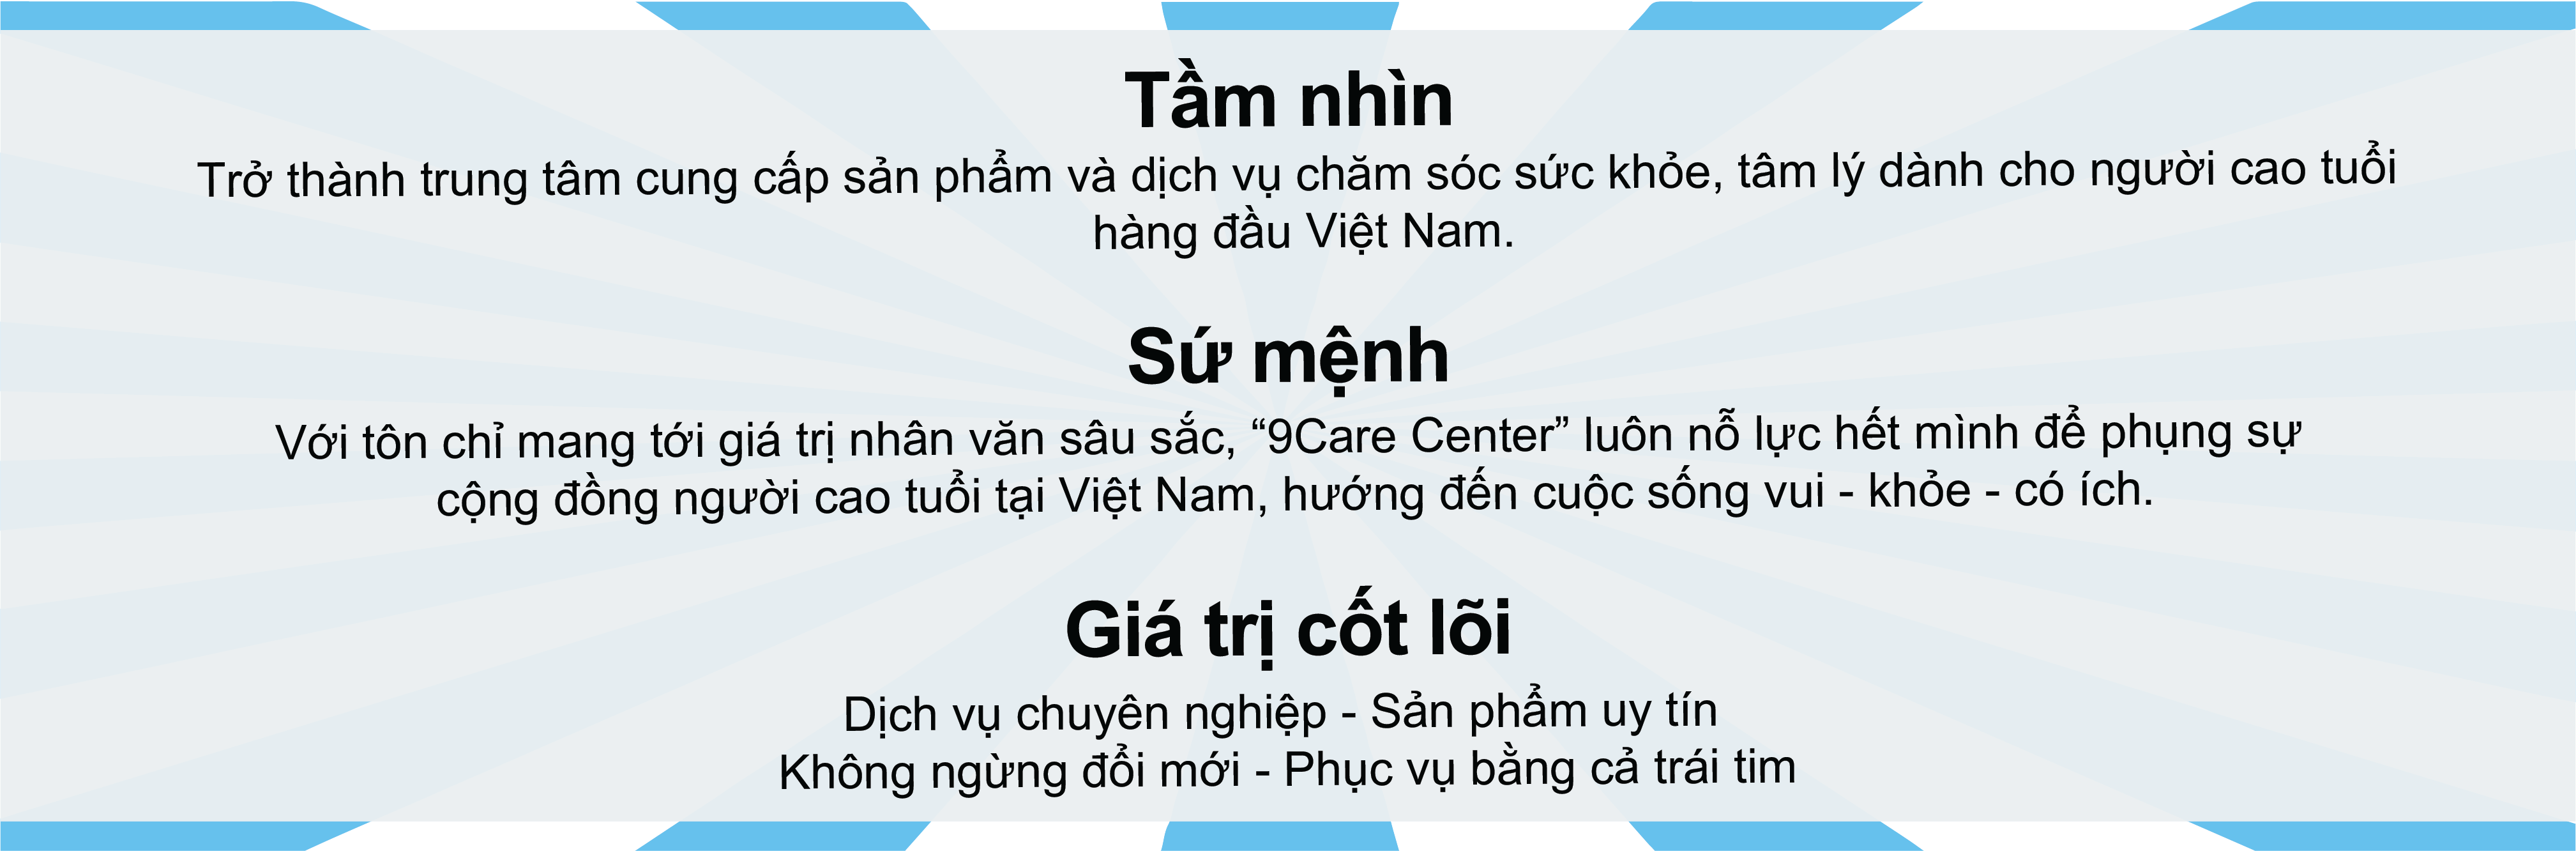 Tầm nhìn
Trở thành trung tâm cung cấp sản phẩm và dịch vụ chăm sóc sức khỏe, tâm lý dành cho người cao tuổi
hàng đầu Việt Nam.
Sứ mệnh
Với tôn chỉ mang tới giá trị nhân văn sâu sắc, “9Care Center” luôn nỗ lực hết mình để phụng sự
cộng đồng người cao tuổi tại Việt Nam, hướng đến cuộc sống vui - khỏe - có ích.
Giá trị cốt lõi
Dịch vụ chuyên nghiệp - Sản phẩm uy tín
Không ngừng đổi mới - Phục vụ bằng cả trái tim